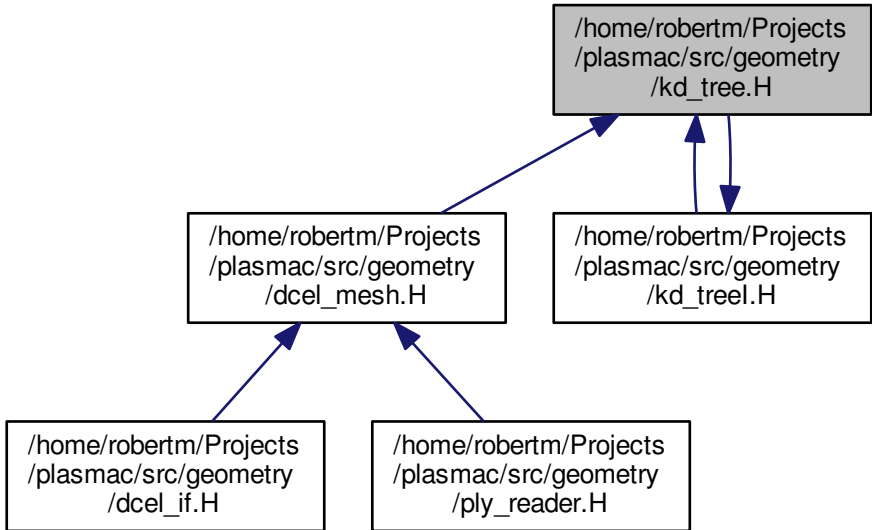 /home/robertm/Projects
/plasmac/src/geometry
/kd_tree.H
/home/robertm/Projects
/plasmac/src/geometry
/dcel_mesh.H
/home/robertm/Projects
/plasmac/src/geometry
/kd_treeI.H
/home/robertm/Projects
/plasmac/src/geometry
/dcel_if.H
/home/robertm/Projects
/plasmac/src/geometry
/ply_reader.H